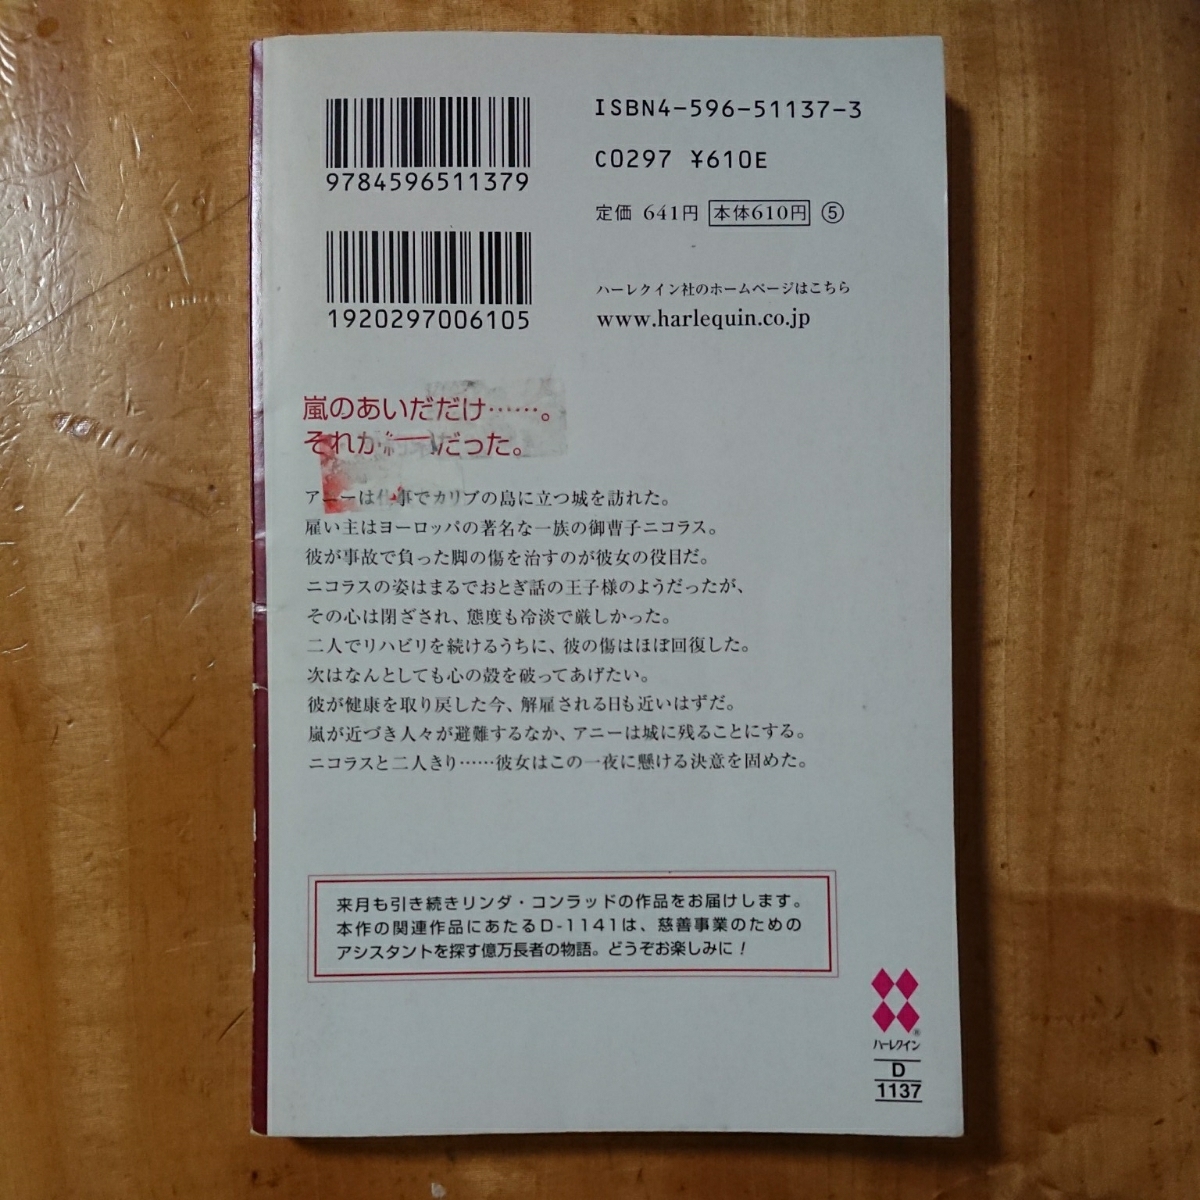 9784596511379
ISBN4-596-51137-3
C0297 ¥610E
定価 641円 本体610円 ⑤
1920297006105
ハーレクイン社のホームページはこちら
www.harlequin.co.jp
嵐のあいだだけ……。
それが約束だった。
アニーは仕事でカリブの島に立つ城を訪れた。
雇い主はヨーロッパの著名な一族の御曹子ニコラス。
彼が事故で負った脚の傷を治すのが彼女の役目だ。
ニコラスの姿はまるでおとぎ話の王子様のようだったが、
その心は閉ざされ、態度も冷淡で厳しかった。
二人でリハビリを続けるうちに、彼の傷はほぼ回復した。
次はなんとしても心の殻を破ってあげたい。
彼が健康を取り戻した今、解雇される日も近いはずだ。
嵐が近づき人々が避難するなか、アニーは城に残ることにする。
ニコラスと二人きり……彼女はこの一夜に懸ける決意を固めた。
来月も引き続きリンダ・コンラッドの作品をお届けします。
本作の関連作品にあたるD-1141は、慈善事業のための
アシスタントを探す億万長者の物語。どうぞお楽しみに！
®
ハーレクイン
D
1137